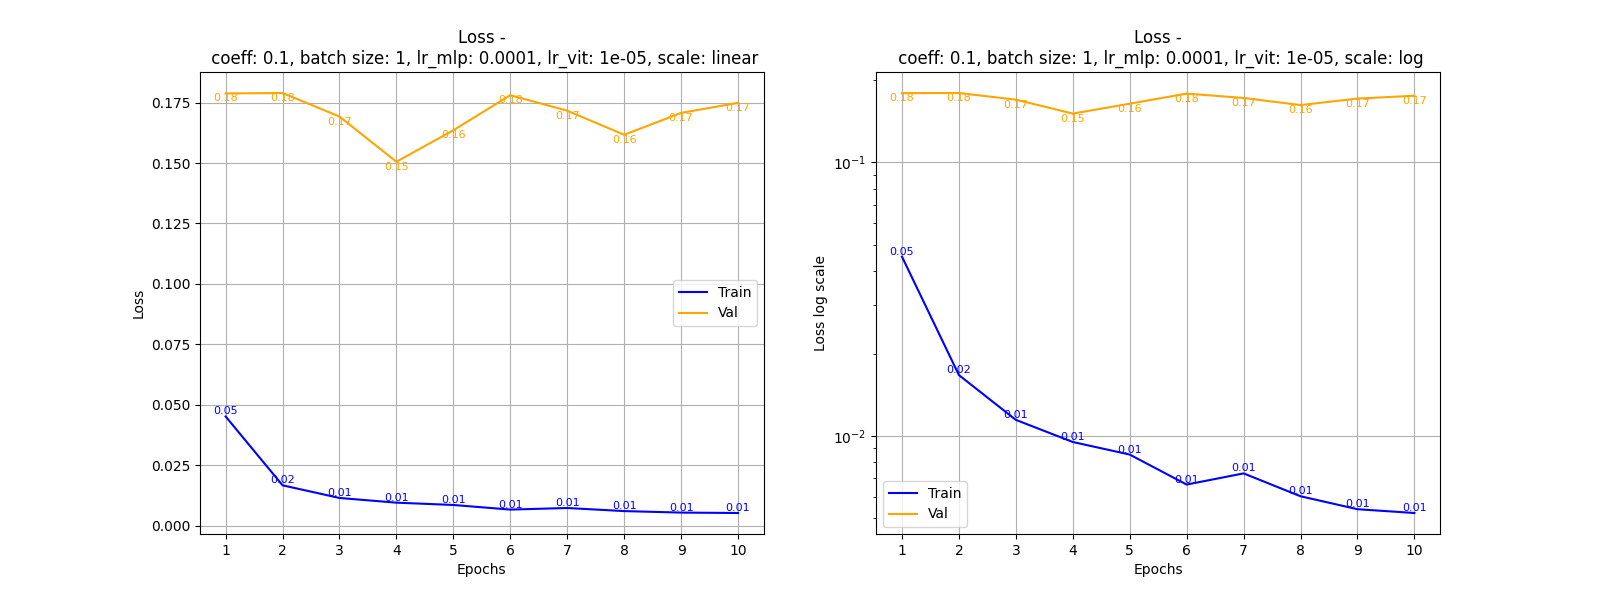 Loss -
coeff: 0.1, batch size: 1, lr_mlp: 0.0001, lr_vit: 1e-05, scale: linear
0.175
0.150
0.125
0.100
0.075
0.050
0.025
0.000
Loss
0.18 0.18 0.17 0.15 0.16 0.18 0.17 0.16 0.17 0.17
0.05 0.02 0.01 0.01 0.01 0.01 0.01 0.01 0.01 0.01
Train
Val
1 2 3 4 5 6 7 8 9 10
Epochs
Loss -
coeff: 0.1, batch size: 1, lr_mlp: 0.0001, lr_vit: 1e-05, scale: log
10⁻¹
10⁻²
Loss log scale
0.18 0.18 0.17 0.15 0.16 0.18 0.17 0.16 0.17 0.17
0.05 0.02 0.01 0.01 0.01 0.01 0.01 0.01 0.01 0.01
Train
Val
1 2 3 4 5 6 7 8 9 10
Epochs